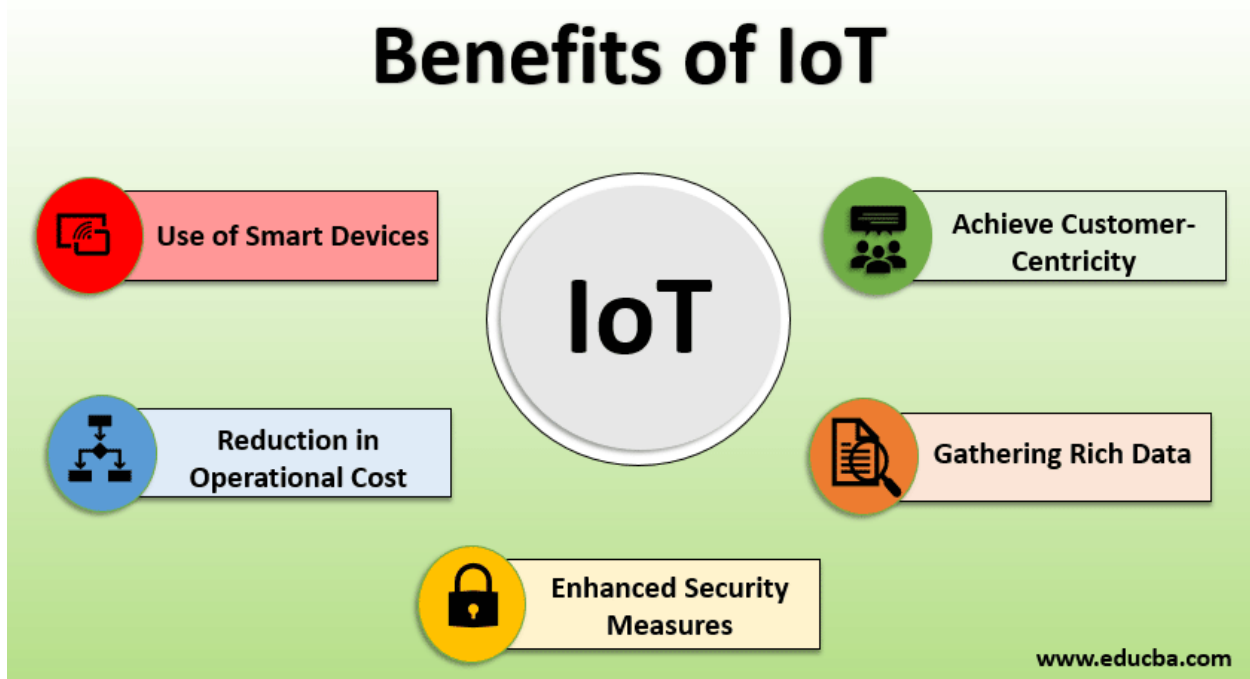 Benefits of IoT
Use of Smart Devices
IoT
Achieve Customer-
Centricity
Reduction in
Operational Cost
Gathering Rich Data
Enhanced Security
Measures
www.educba.com